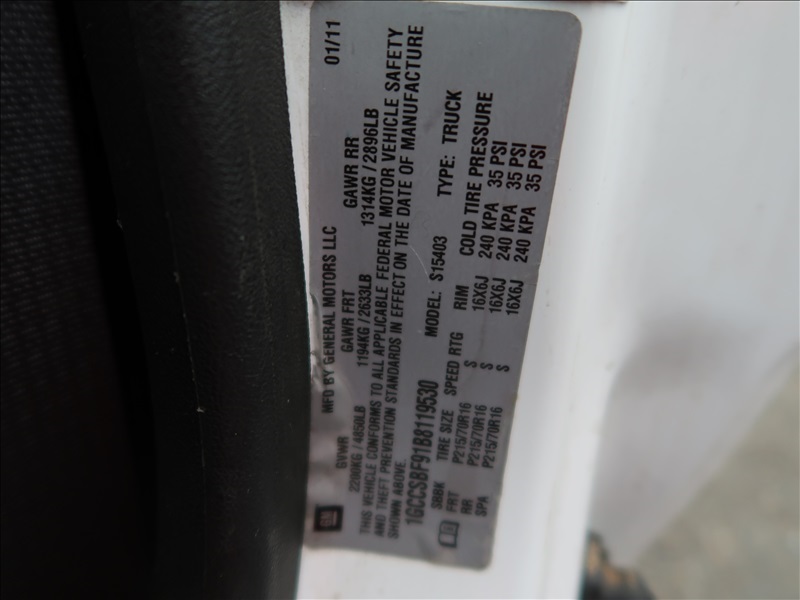 GM
MFD BY GENERAL MOTORS LLC 01/11
GVWR GAWR FRT GAWR RR
2200KG / 4850LB 1194KG / 2633LB 1314KG / 2896LB
THIS VEHICLE CONFORMS TO ALL APPLICABLE FEDERAL MOTOR VEHICLE SAFETY
AND THEFT PREVENTION STANDARDS IN EFFECT ON THE DATE OF MANUFACTURE
SHOWN ABOVE
1GCCSBF91B8119530 MODEL: S15403 TYPE: TRUCK
SBBK TIRE SIZE SPEED RTG RIM COLD TIRE PRESSURE
FRT P215/70R16 S 16X6J 240 KPA 35 PSI
RR P215/70R16 S 16X6J 240 KPA 35 PSI
SPA P215/70R16 S 16X6J 240 KPA 35 PSI